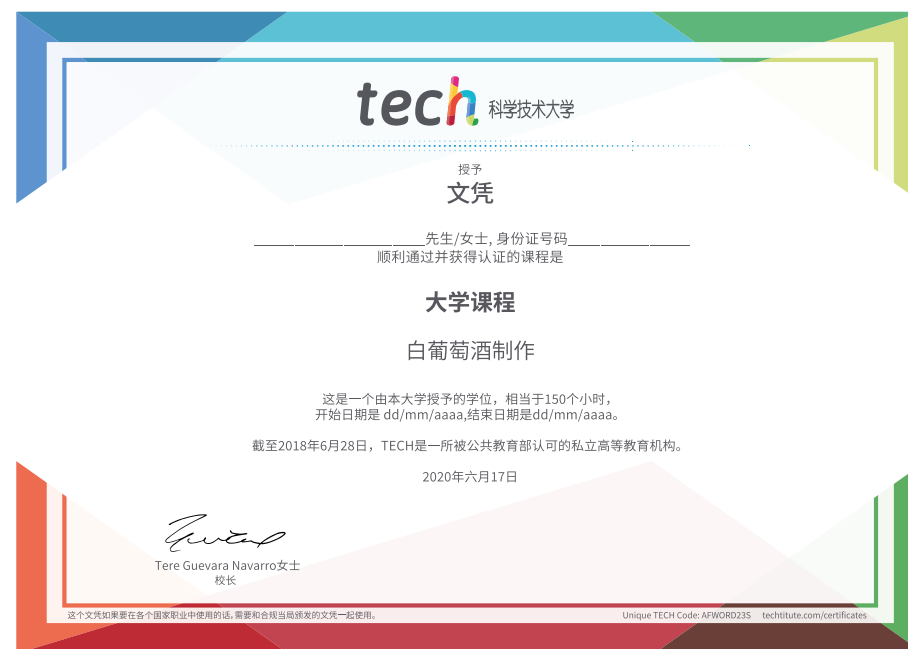 tech 科学技术大学
授予
文凭
先生/女士, 身份证号码
顺利通过并获得认证的课程是
大学课程
白葡萄酒制作
这是一个由本大学授予的学位，相当于150个小时，
开始日期是 dd/mm/aaaa,结束日期是dd/mm/aaaa。
截至2018年6月28日，TECH是一所被公共教育部认可的私立高等教育机构。
2020年六月17日
Tere Guevara Navarro女士
校长
这个文凭如果要在各个国家职业中使用的话,需要和合规当局颁发的文凭一起使用。
Unique TECH Code: AFWORD23S techtitute.com/certificates